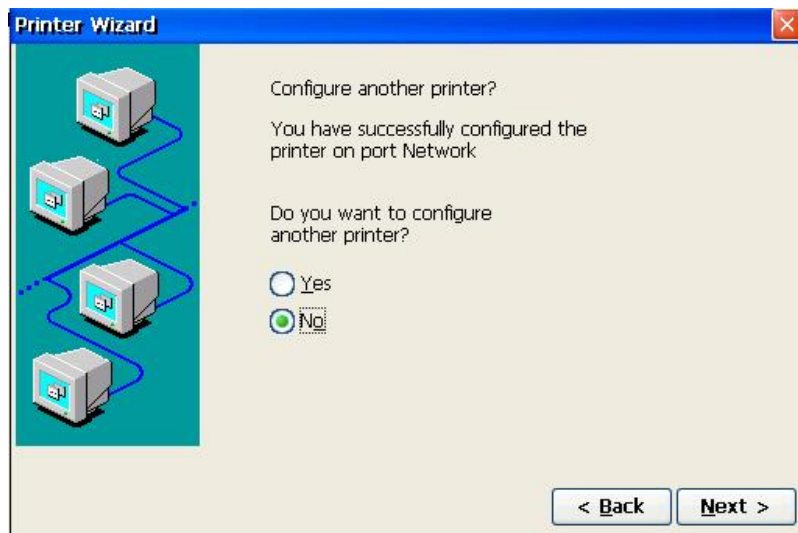 Printer Wizard
Configure another printer?
You have successfully configured the
printer on port Network
Do you want to configure
another printer?
Yes
No
< Back
Next >